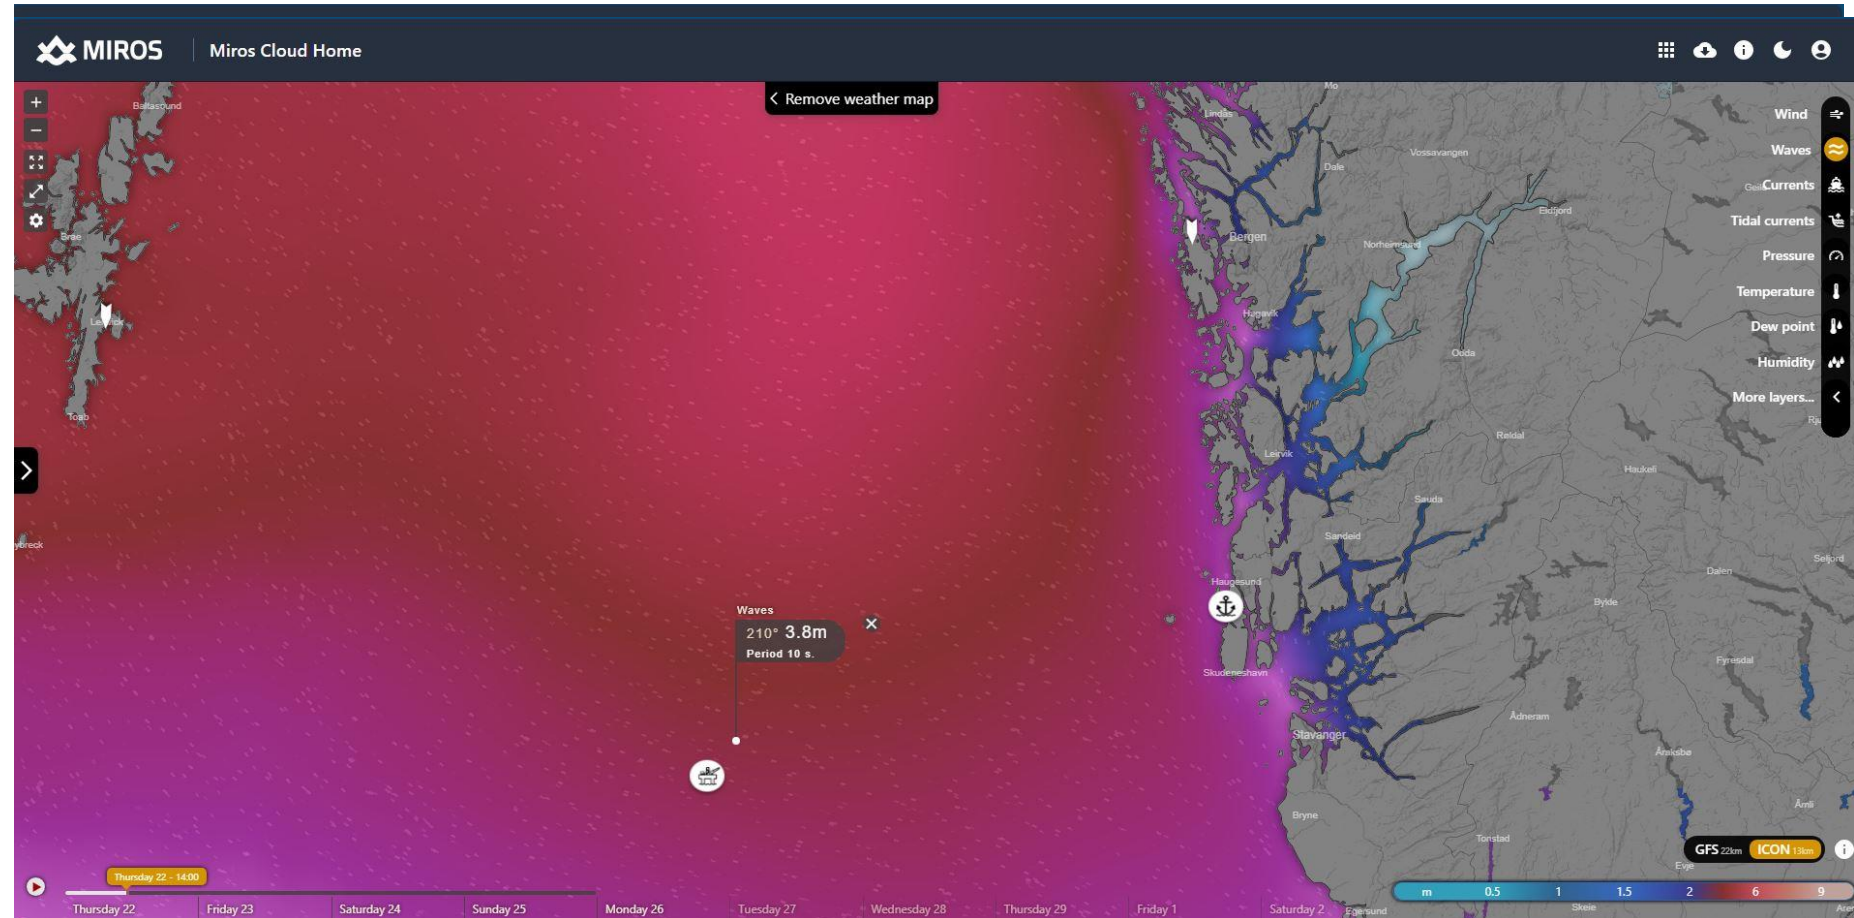 MIROS
Miros Cloud Home
Remove weather map
Baltasound
Brae
Toab
Mo
Lindås
Dale
Vossavangen
Bergen
Eidfjord
Norheimsund
Hagavik
Odda
Leirvik
Røldal
Haukeli
Sauda
Sandeid
Haugesund
Seljord
Dalen
Bykle
Fyresdal
Skudeneshavn
Ådneram
Stavanger
Åmli
Bryne
Tonstad
Evje
Egersund
Skeie
Wind
Waves
Currents
Tidal currents
Pressure
Temperature
Dew point
Humidity
More layers...
Waves
210° 3.8m
Period 10 s.
GFS 22km ICON 13km
m 0.5 1 1.5 2 6 9
Thursday 22 - 14:00
Thursday 22 Friday 23 Saturday 24 Sunday 25 Monday 26 Tuesday 27 Wednesday 28 Thursday 29 Friday 1 Saturday 2